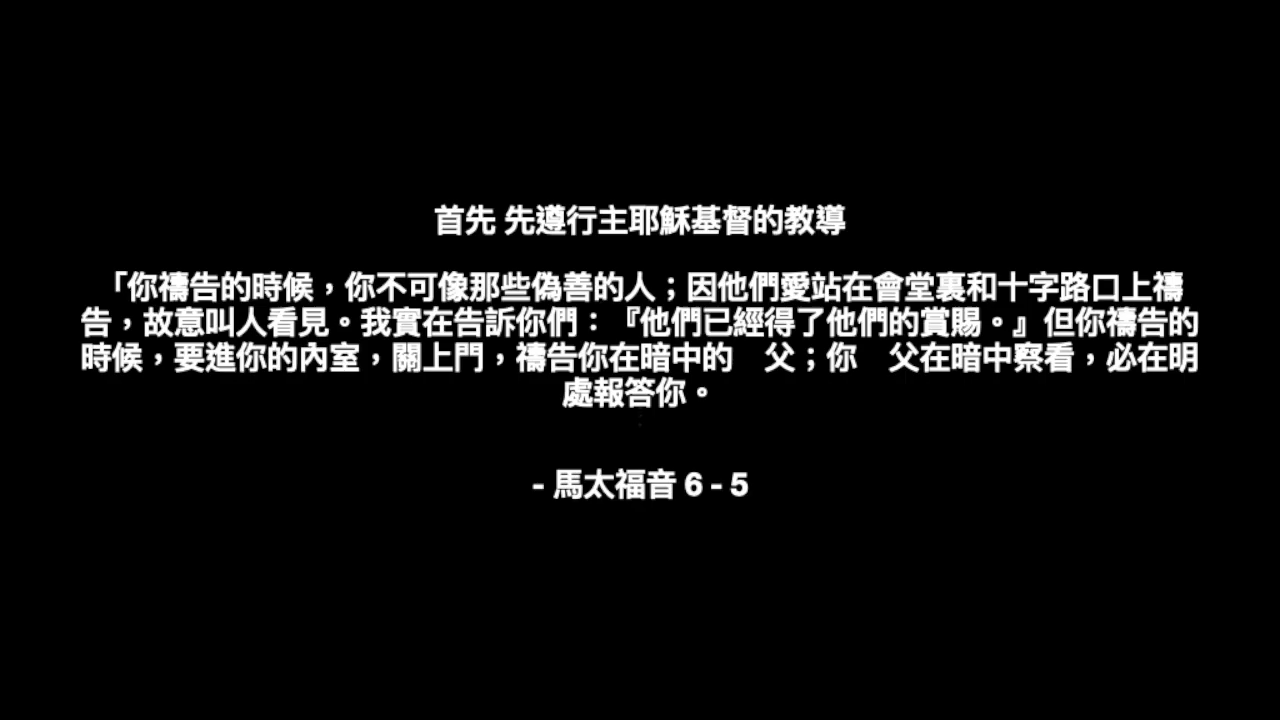 首先 先遵行主耶穌基督的教導
「你禱告的時候，你不可像那些偽善的人；因他們愛站在會堂裏和十字路口上禱
告，故意叫人看見。我實在告訴你們：『他們已經得了他們的賞賜。』但你禱告的
時候，要進你的內室，關上門，禱告你在暗中的　父；你　父在暗中察看，必在明
處報答你。
- 馬太福音 6 - 5